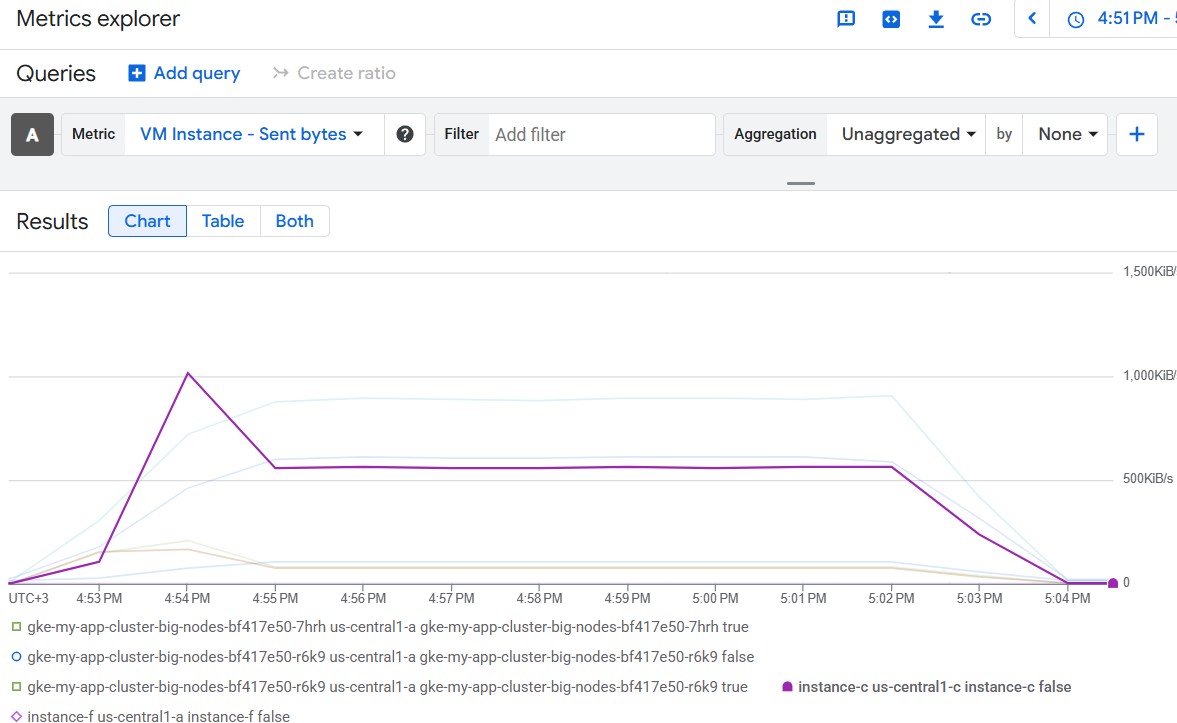 Metrics explorer
4:51 PM -
Queries
Add query
Create ratio
A
Metric
VM Instance - Sent bytes
?
Filter
Add filter
Aggregation
Unaggregated
by
None
Results
Chart
Table
Both
1,500KiB/
1,000KiB/
500KiB/s
0
UTC+3 4:53 PM 4:54 PM 4:55 PM 4:56 PM 4:57 PM 4:58 PM 4:59 PM 5:00 PM 5:01 PM 5:02 PM 5:03 PM 5:04 PM
gke-my-app-cluster-big-nodes-bf417e50-7hrh us-central1-a gke-my-app-cluster-big-nodes-bf417e50-7hrh true
gke-my-app-cluster-big-nodes-bf417e50-r6k9 us-central1-a gke-my-app-cluster-big-nodes-bf417e50-r6k9 false
gke-my-app-cluster-big-nodes-bf417e50-r6k9 us-central1-a gke-my-app-cluster-big-nodes-bf417e50-r6k9 true
instance-c us-central1-c instance-c false
instance-f us-central1-a instance-f false